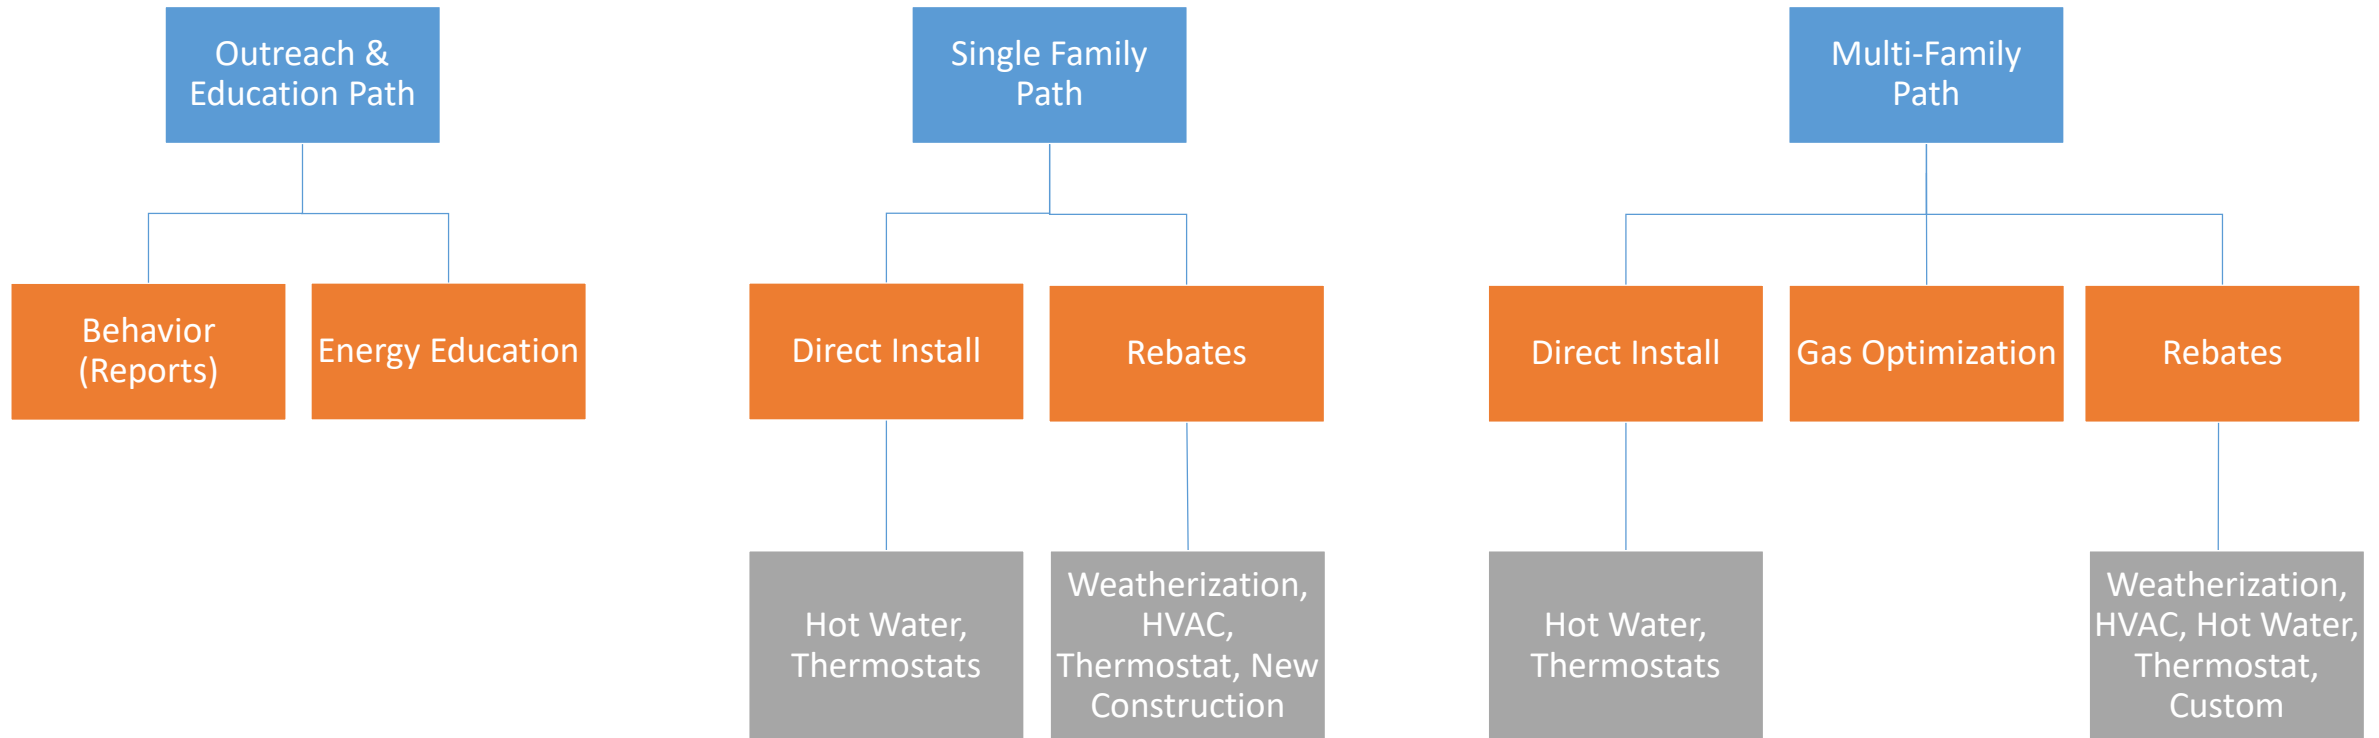 Outreach &
Education Path
Single Family
Path
Multi-Family
Path
Behavior
(Reports)
Energy Education
Direct Install
Rebates
Direct Install
Gas Optimization
Rebates
Hot Water,
Thermostats
Weatherization,
HVAC,
Thermostat, New
Construction
Hot Water,
Thermostats
Weatherization,
HVAC, Hot Water,
Thermostat,
Custom